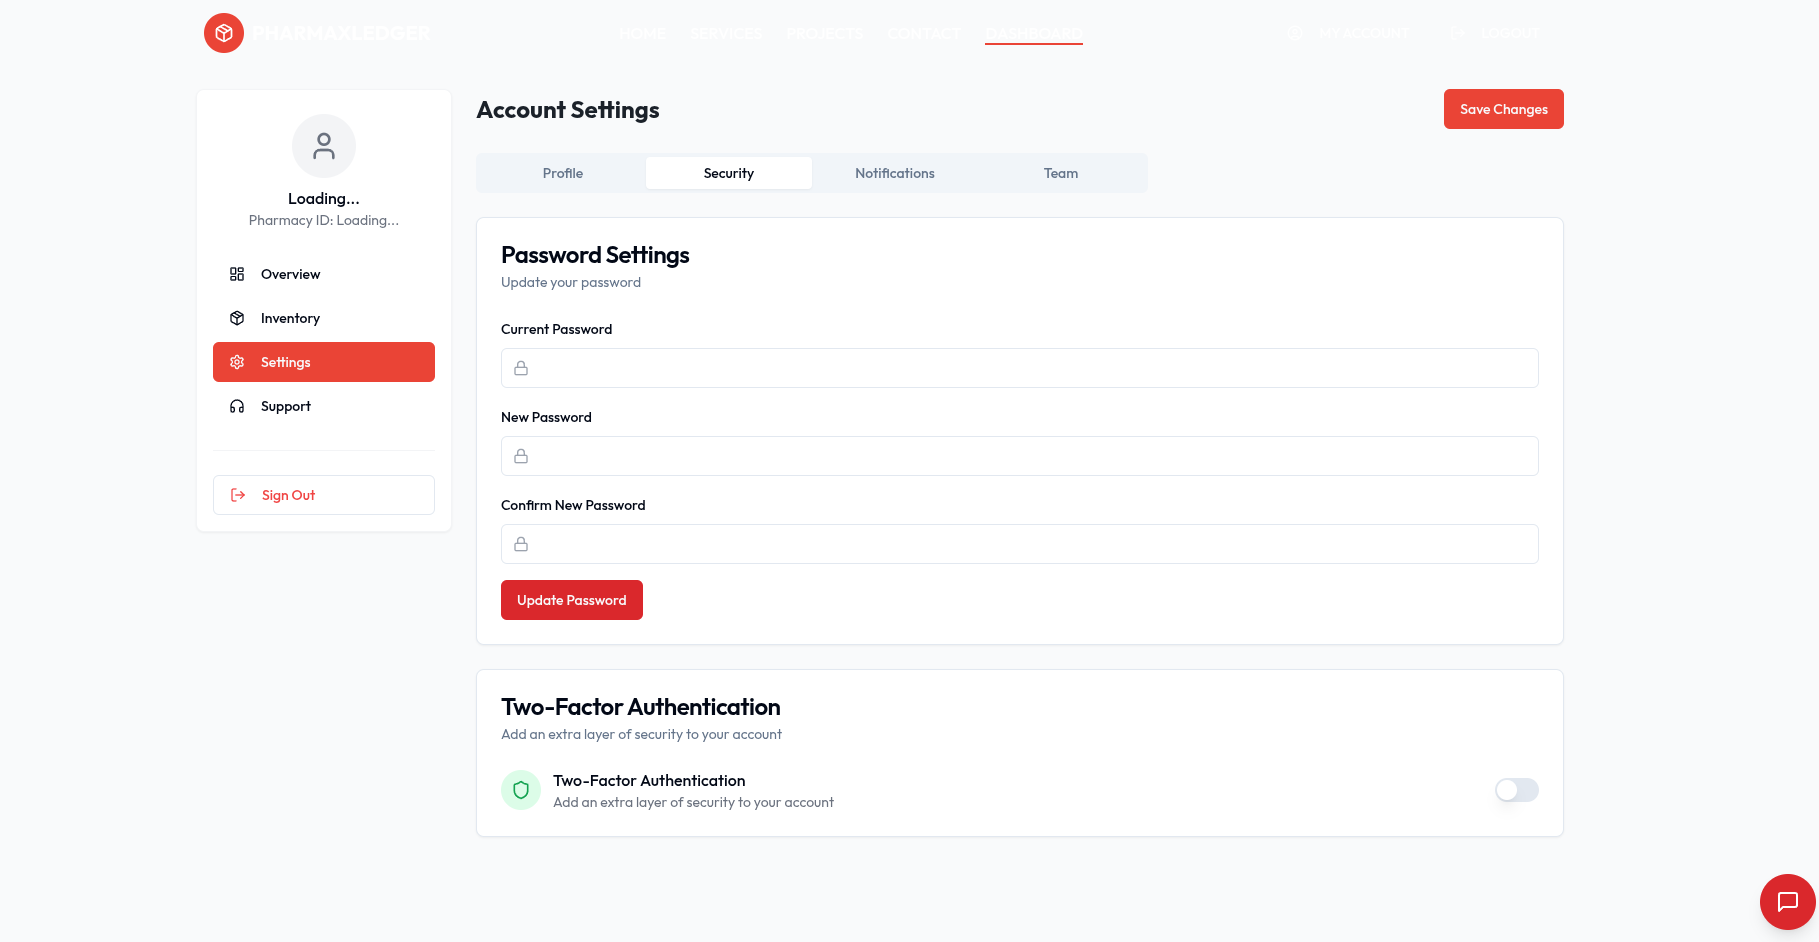 PHARMAXLEDGER
HOME SERVICES PROJECTS CONTACT DASHBOARD
MY ACCOUNT LOGOUT
Loading...
Pharmacy ID: Loading...
Overview
Inventory
Settings
Support
Sign Out
Account Settings
Save Changes
Profile Security Notifications Team
Password Settings
Update your password
Current Password
New Password
Confirm New Password
Update Password
Two-Factor Authentication
Add an extra layer of security to your account
Two-Factor Authentication
Add an extra layer of security to your account